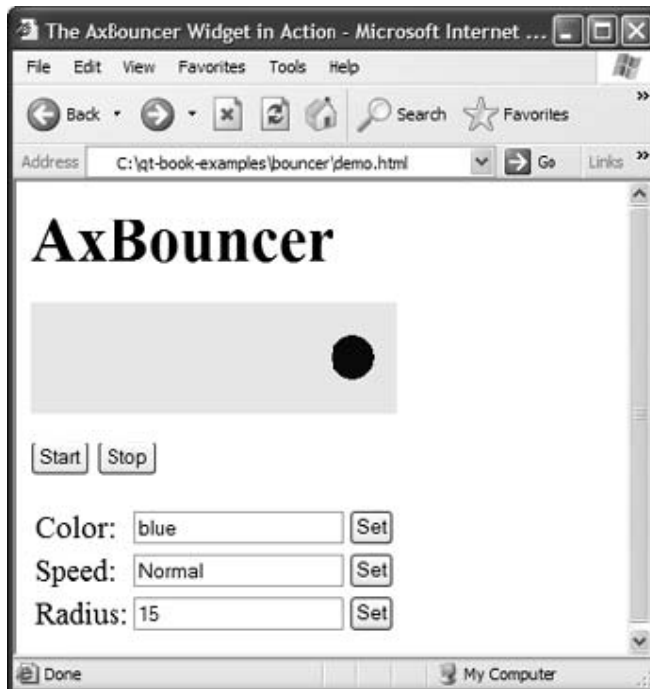 The AxBouncer Widget in Action - Microsoft Internet ...
File Edit View Favorites Tools Help
Back Search Favorites »
Address C:\qt-book-examples\bouncer\demo.html Go Links »
AxBouncer
Start Stop
Color: blue Set
Speed: Normal Set
Radius: 15 Set
Done My Computer